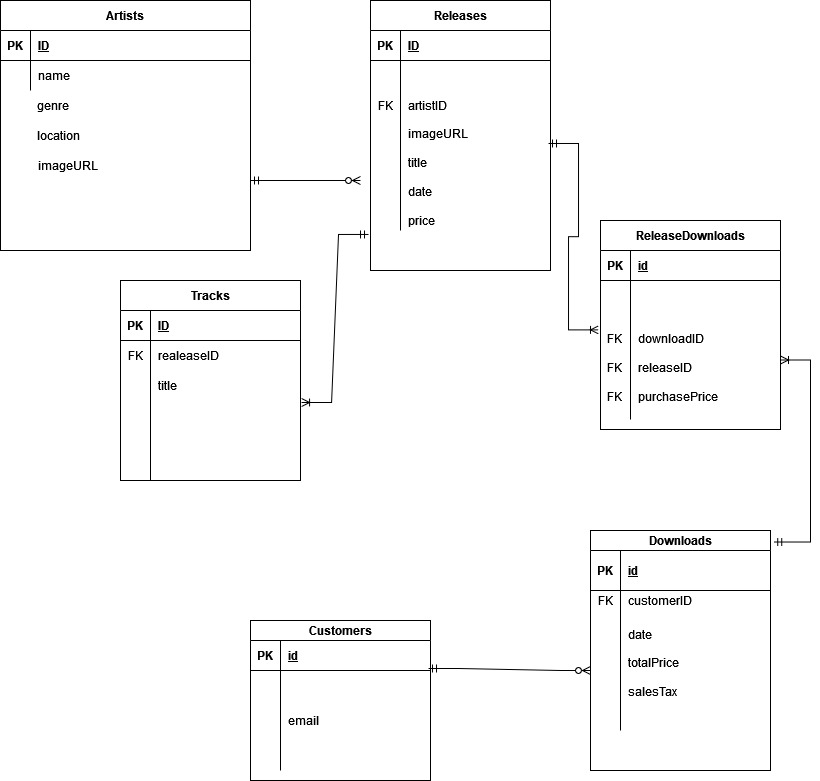 Artists
PK ID
name
genre
location
imageURL
Releases
PK ID
FK artistID
imageURL
title
date
price
Tracks
PK ID
FK realeaseID
title
ReleaseDownloads
PK id
FK downloadID
FK releaseID
FK purchasePrice
Downloads
PK id
FK customerID
date
totalPrice
salesTax
Customers
PK id
email